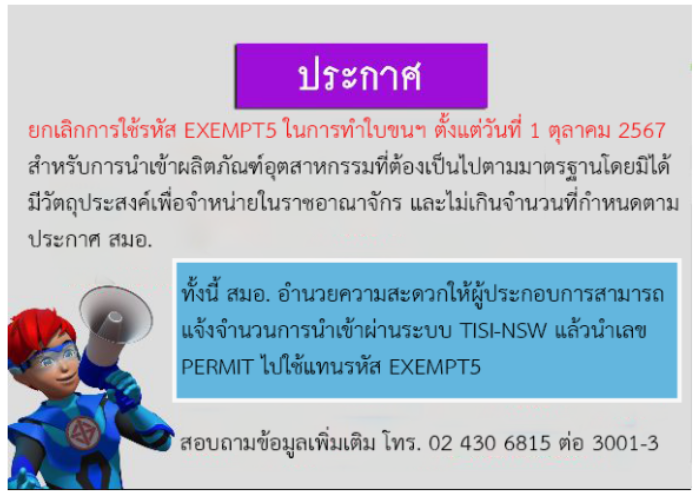 ประกาศ
ยกเลิกการใช้รหัส EXEMPT5 ในการทำใบขนฯ ตั้งแต่วันที่ 1 ตุลาคม 2567
สำหรับการนำเข้าผลิตภัณฑ์อุตสาหกรรมที่ต้องเป็นไปตามมาตรฐานโดยมิได้
มีวัตถุประสงค์เพื่อจำหน่ายในราชอาณาจักร และไม่เกินจำนวนที่กำหนดตาม
ประกาศ สมอ.
ทั้งนี้ สมอ. อำนวยความสะดวกให้ผู้ประกอบการสามารถ
แจ้งจำนวนการนำเข้าผ่านระบบ TISI-NSW แล้วนำเลข
PERMIT ไปใช้แทนรหัส EXEMPT5
สอบถามข้อมูลเพิ่มเติม โทร. 02 430 6815 ต่อ 3001-3